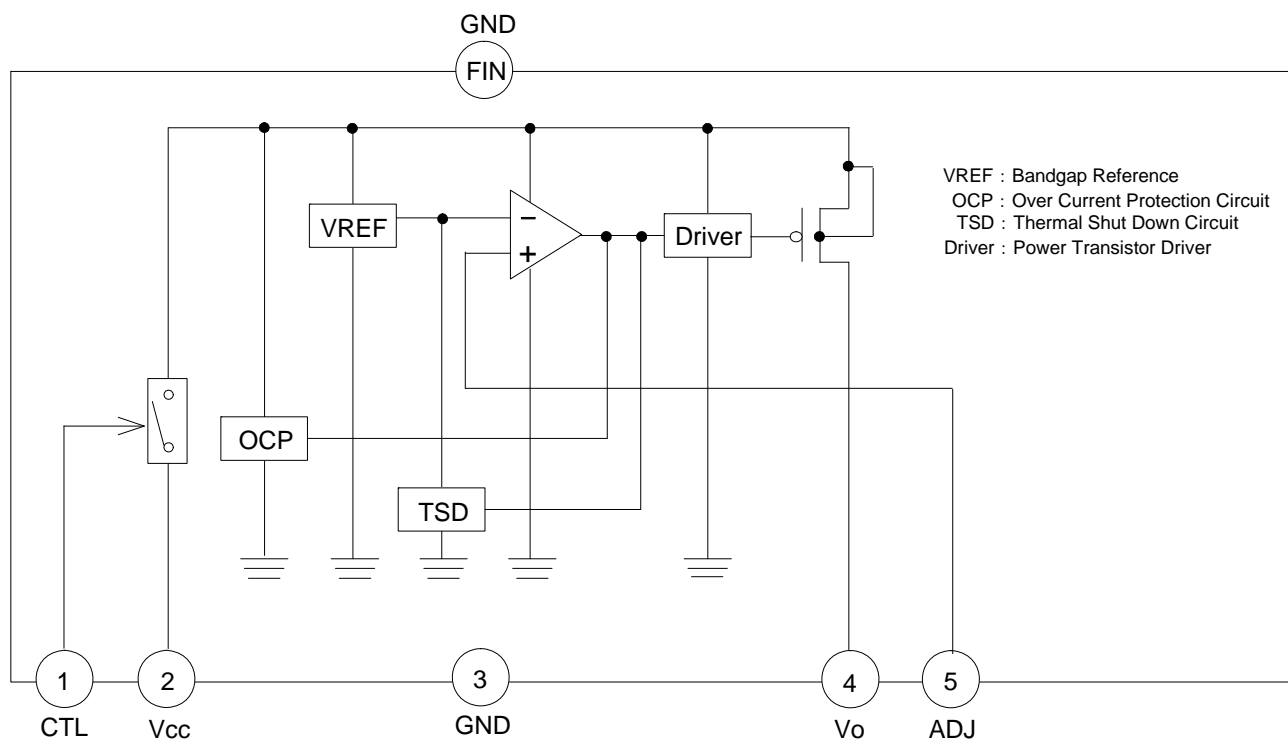 GND
FIN
VREF : Bandgap Reference
OCP : Over Current Protection Circuit
TSD : Thermal Shut Down Circuit
Driver : Power Transistor Driver
VREF
−
+
Driver
OCP
TSD
1
2
3
4
5
CTL
Vcc
GND
Vo
ADJ